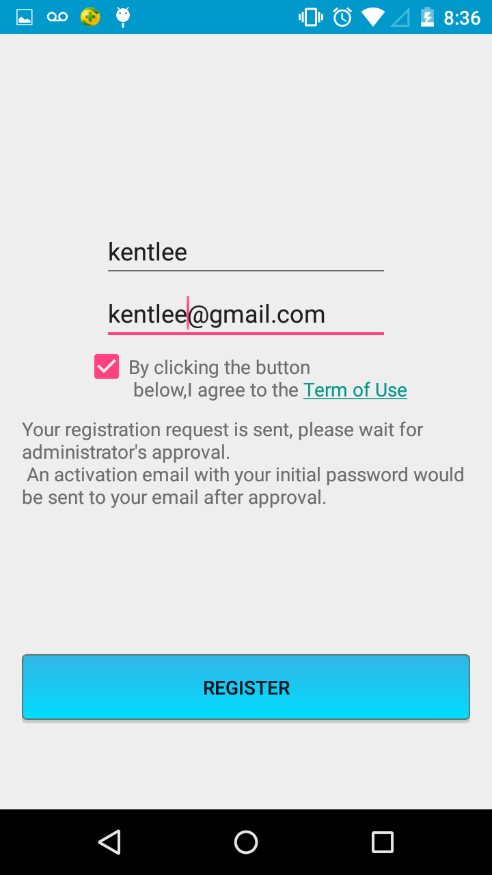 8:36
kentlee
kentlee@gmail.com
By clicking the button
below,I agree to the Term of Use
Your registration request is sent, please wait for
administrator's approval.
An activation email with your initial password would
be sent to your email after approval.
REGISTER